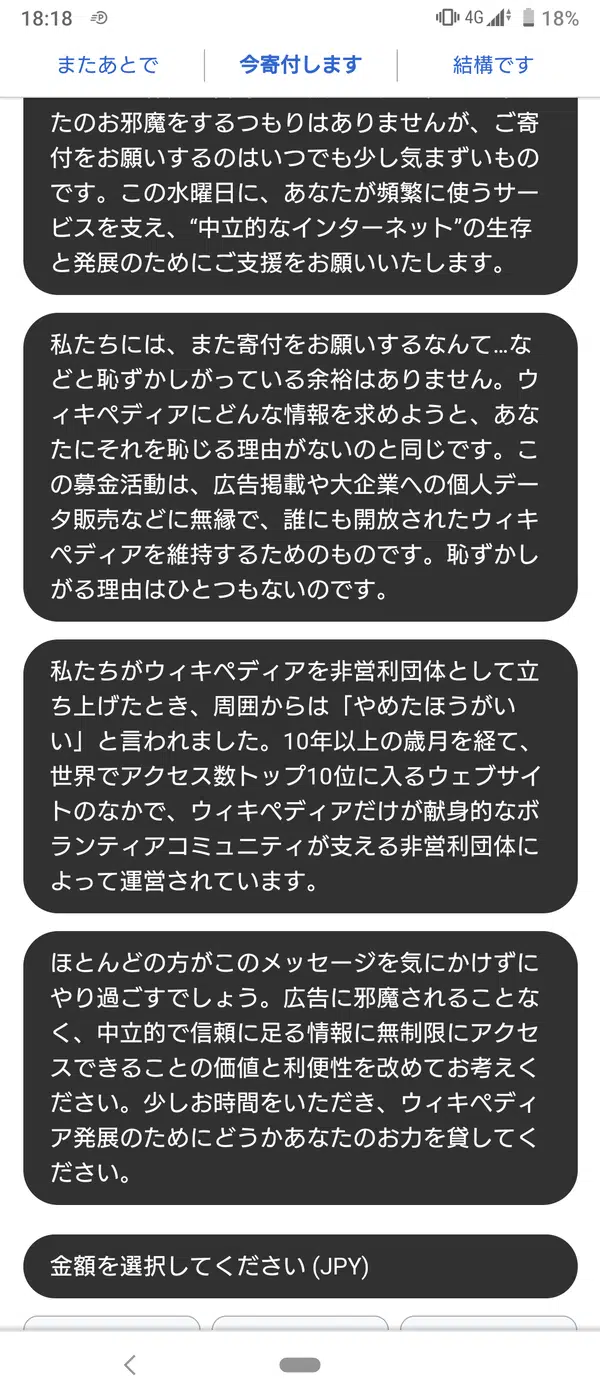 18:18
4G
18%
またあとで
今寄付します
結構です
たのお邪魔をするつもりはありませんが、ご寄
付をお願いするのはいつでも少し気まずいもの
です。この水曜日に、あなたが頻繁に使うサー
ビスを支え、“中立的なインターネット”の生存
と発展のためにご支援をお願いいたします。
私たちには、また寄付をお願いするなんて…な
どと恥ずかしがっている余裕はありません。ウ
ィキペディアにどんな情報を求めようと、あな
たにそれを恥じる理由がないのと同じです。こ
の募金活動は、広告掲載や大企業への個人デー
タ販売などに無縁で、誰にも開放されたウィキ
ペディアを維持するためのものです。恥ずかし
がる理由はひとつもないのです。
私たちがウィキペディアを非営利団体として立
ち上げたとき、周囲からは「やめたほうがい
い」と言われました。10年以上の歳月を経て、
世界でアクセス数トップ10位に入るウェブサイ
トのなかで、ウィキペディアだけが献身的なボ
ランティアコミュニティが支える非営利団体に
よって運営されています。
ほとんどの方がこのメッセージを気にかけずに
やり過ごすでしょう。広告に邪魔されることな
く、中立的で信頼に足る情報に無制限にアクセ
スできることの価値と利便性を改めてお考えく
ださい。少しお時間をいただき、ウィキペディ
ア発展のためにどうかあなたのお力を貸してく
ださい。
金額を選択してください (JPY)